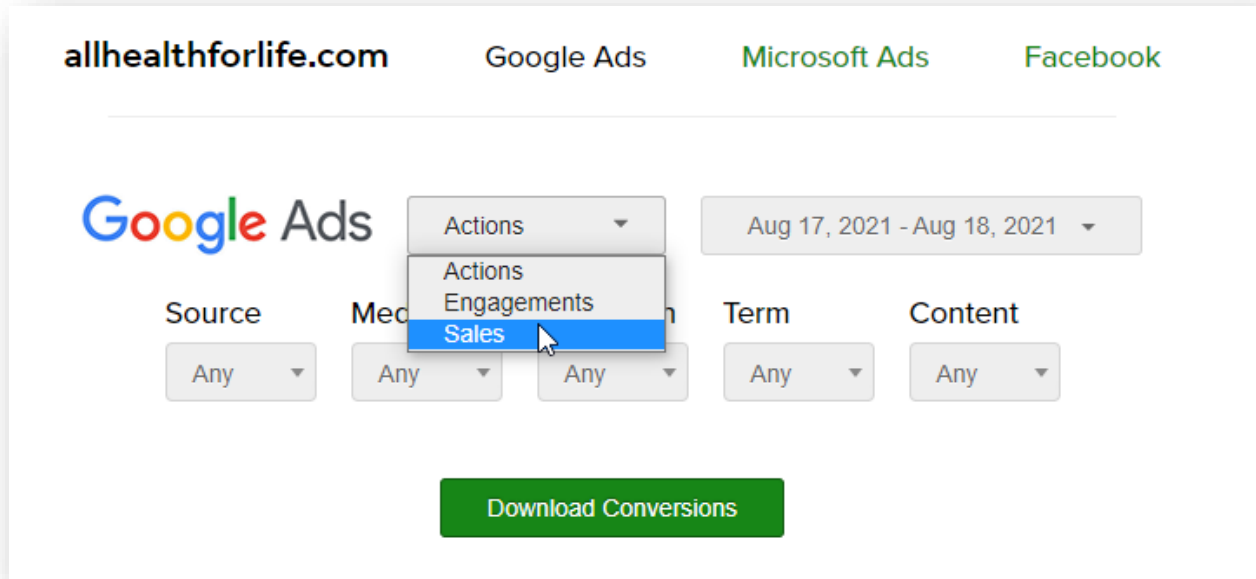 allhealthforlife.com Google Ads Microsoft Ads Facebook
Google Ads Actions Aug 17, 2021 - Aug 18, 2021
Actions
Engagements
Sales
Source Med n Term Content
Any Any Any Any Any
Download Conversions